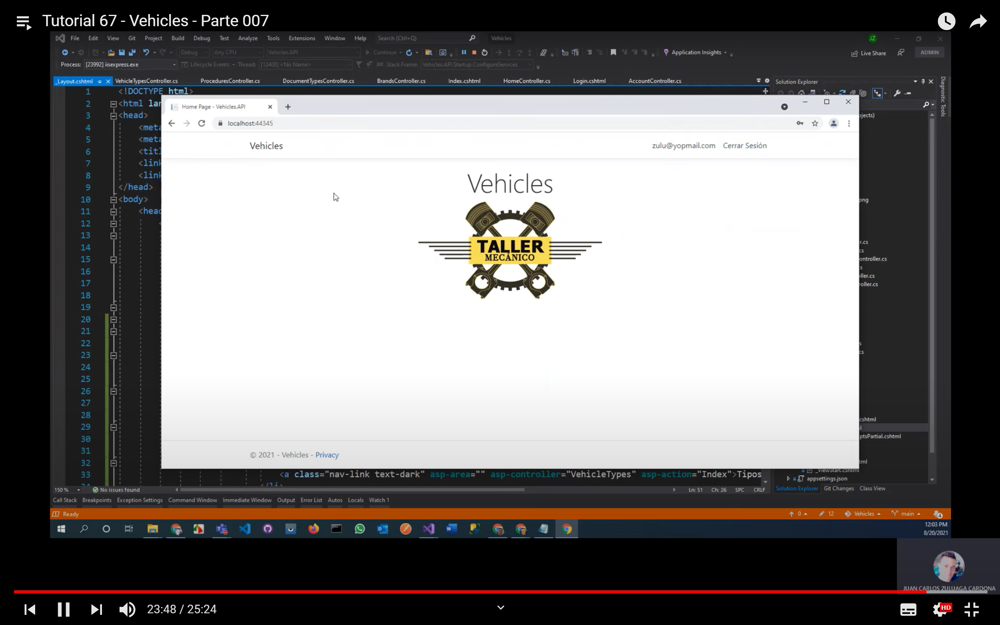 Tutorial 67 - Vehicles - Parte 007
File Edit View Git Project Build Debug Test Analyze Tools Extensions Window Help Search (Ctrl+Q) Vehicles JZ
Debug Any CPU Vehicles.API Continue Application Insights Live Share ADMIN
Process: [23992] iisexpress.exe Lifecycle Events Thread: [12408] <No Name> Stack Frame: Vehicles.API.Startup.ConfigureServices
_Layout.cshtml VehicleTypesController.cs ProceduresController.cs DocumentTypesController.cs BrandsController.cs Index.cshtml HomeController.cs Login.cshtml AccountController.cs Solution Explorer
Diagnostic Tools
1 <!DOCTYPE html>
2 <html lar
3 <head>
4 <meta
5 <meta
6 <titl
7 <link
8 <link
9 </head>
10 <body>
11 <head
12 <
13
14
15
16
17
18
19
20
21
22
23
24
25
26
27
28
29
30
31
32
33 <a class="nav-link text-dark" asp-area="" asp-controller="VehicleTypes" asp-action="Index">Tipos
34 </li>
Home Page - Vehicles.API
localhost:44345
Vehicles zulu@yopmail.com Cerrar Sesión
Vehicles
TALLER
MECÁNICO
© 2021 - Vehicles - Privacy
ojects)
png
r.cs
cs
ontroller.cs
s
ller.cs
roller.cs
s
cs
cshtml
l
ptsPartial.cshtml
tml
_ViewStart.cshtml
appsettings.json
150 % No issues found Ln: 51 Ch: 26 SPC CRLF
Solution Explorer Git Changes Class View
Call Stack Breakpoints Exception Settings Command Window Immediate Window Output Error List Autos Locals Watch 1
Ready 0 12 Vehicles main 4
12:03 PM
8/20/2021
JUAN CARLOS ZULUAGA CARDONA
23:48 / 25:24
HD